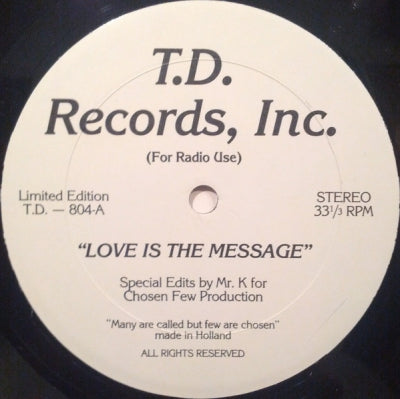 T.D.
Records, Inc.
(For Radio Use)
Limited Edition
T.D. — 804-A
STEREO
33⅓ RPM
“LOVE IS THE MESSAGE”
Special Edits by Mr. K for
Chosen Few Production
“Many are called but few are chosen”
made in Holland
ALL RIGHTS RESERVED